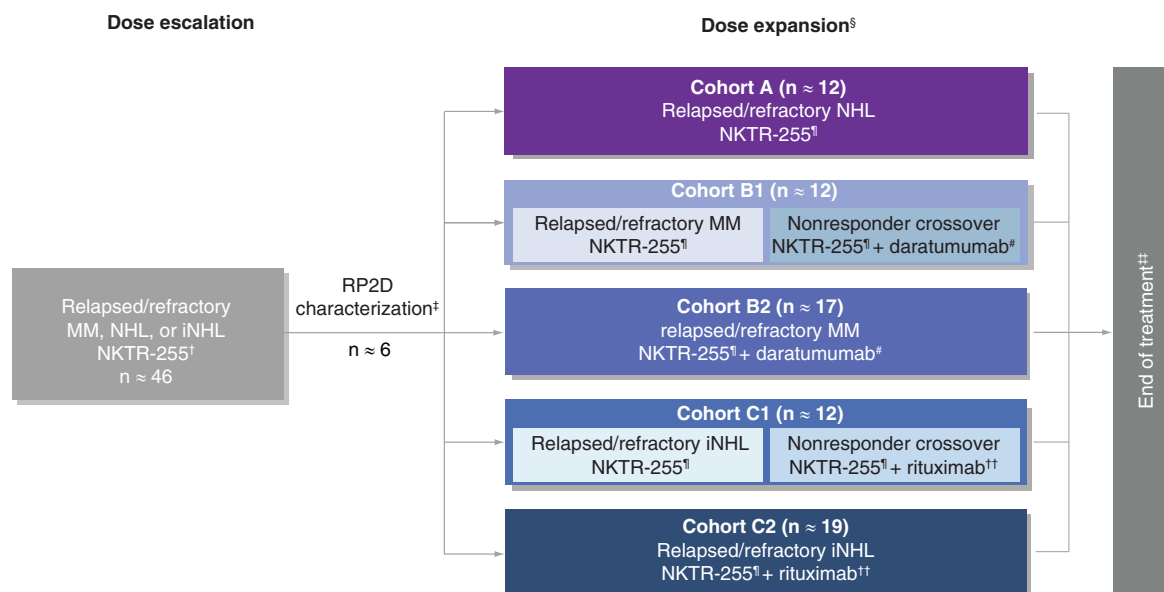 Dose escalation
Dose expansion§
Relapsed/refractory
MM, NHL, or iNHL
NKTR-255†
n ≈ 46
RP2D
characterization‡
n ≈ 6
Cohort A (n ≈ 12)
Relapsed/refractory NHL
NKTR-255¶
Cohort B1 (n ≈ 12)
Relapsed/refractory MM
NKTR-255¶
Nonresponder crossover
NKTR-255¶ + daratumumab#
Cohort B2 (n ≈ 17)
relapsed/refractory MM
NKTR-255¶ + daratumumab#
Cohort C1 (n ≈ 12)
Relapsed/refractory iNHL
NKTR-255¶
Nonresponder crossover
NKTR-255¶ + rituximab††
Cohort C2 (n ≈ 19)
Relapsed/refractory iNHL
NKTR-255¶ + rituximab††
End of treatment‡‡